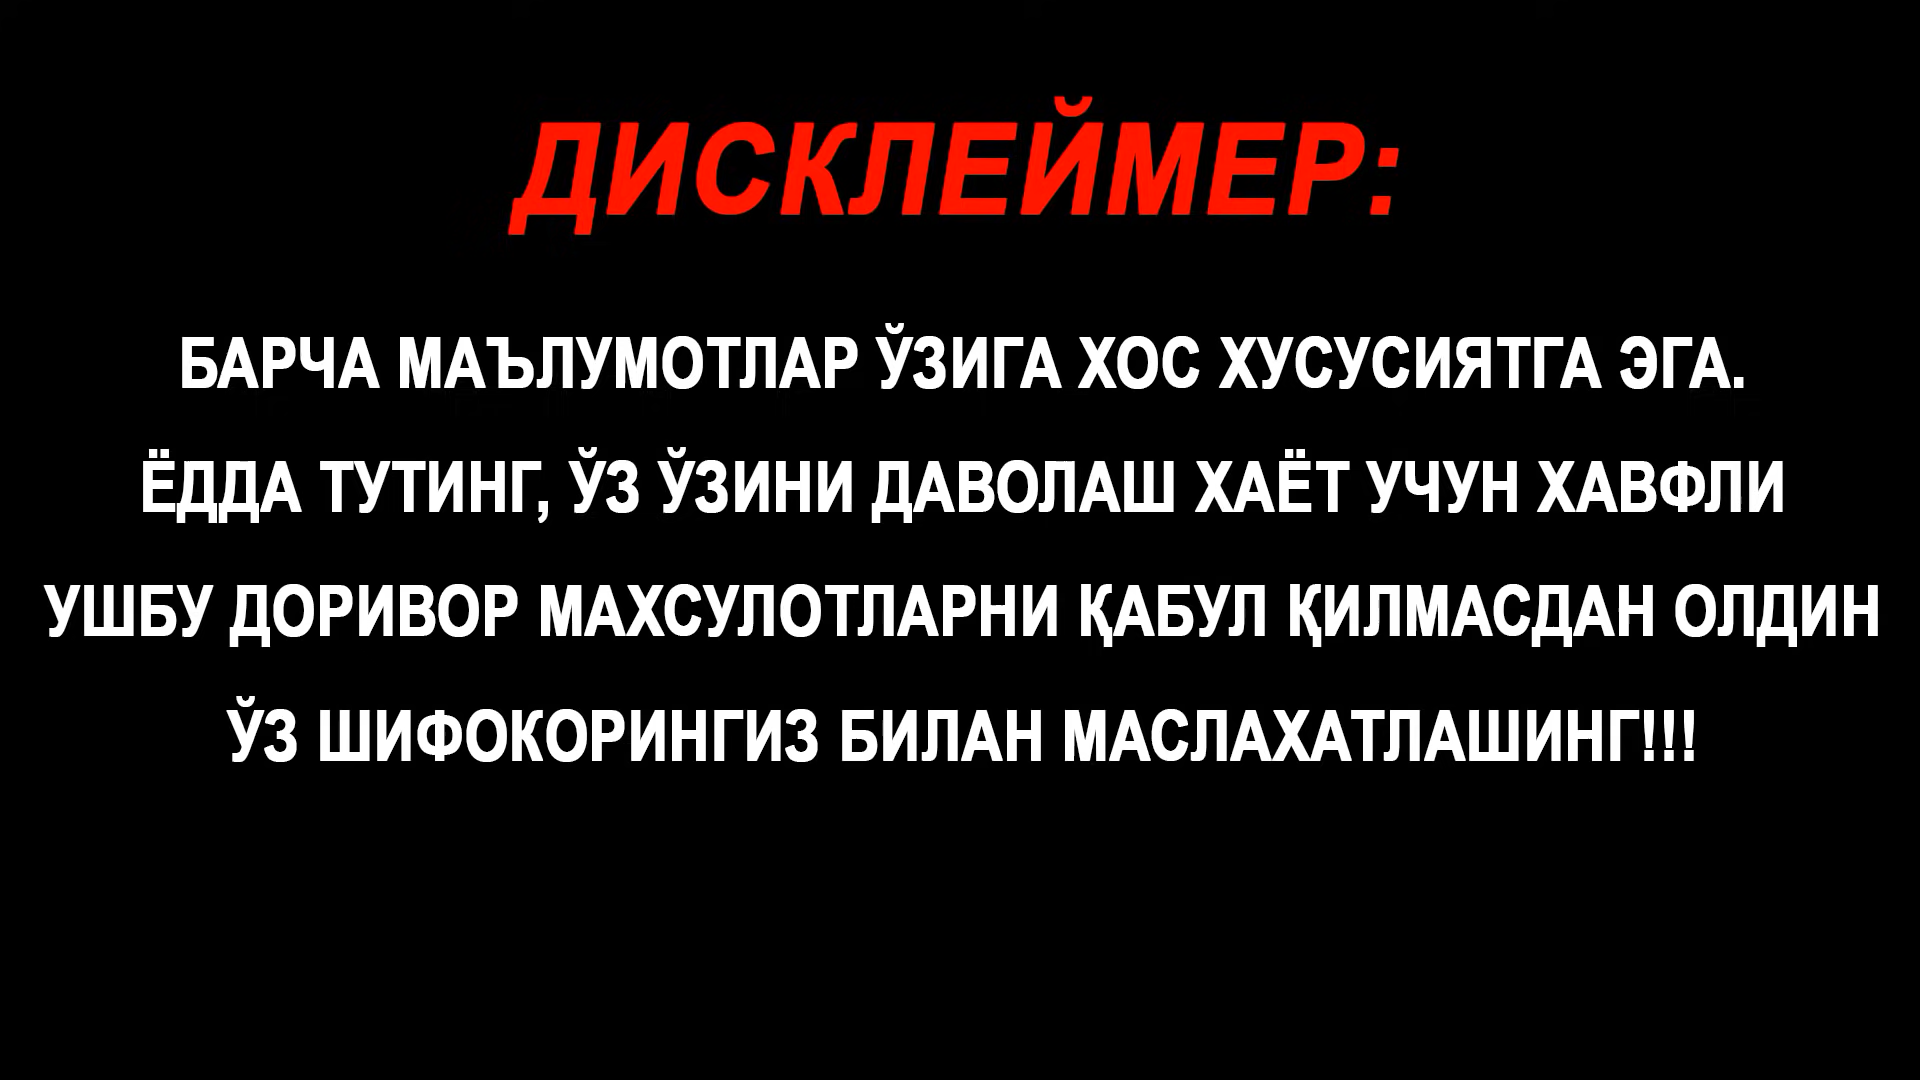 ДИСКЛЕЙМЕР:
БАРЧА МАЪЛУМОТЛАР ЎЗИГА ХОС ХУСУСИЯТГА ЭГА.
ЁДДА ТУТИНГ, ЎЗ ЎЗИНИ ДАВОЛАШ ХАЁТ УЧУН ХАВФЛИ
УШБУ ДОРИВОР МАХСУЛОТЛАРНИ ҚАБУЛ ҚИЛМАСДАН ОЛДИН
ЎЗ ШИФОКОРИНГИЗ БИЛАН МАСЛАХАТЛАШИНГ!!!